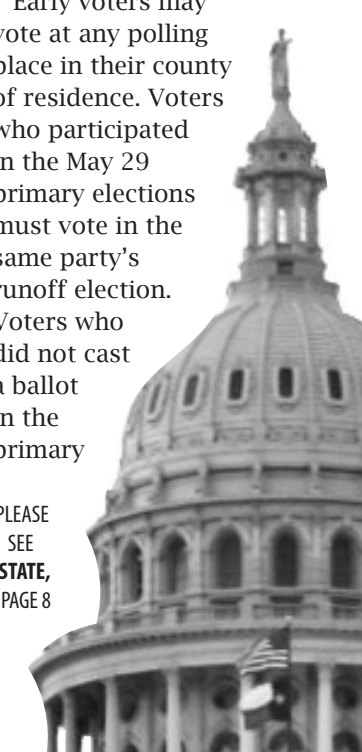 Early voters may
vote at any polling
place in their county
of residence. Voters
who participated
in the May 29
primary elections
must vote in the
same party’s
runoff election.
Voters who
did not cast
a ballot
in the
primary
PLEASE
SEE
STATE,
PAGE 8